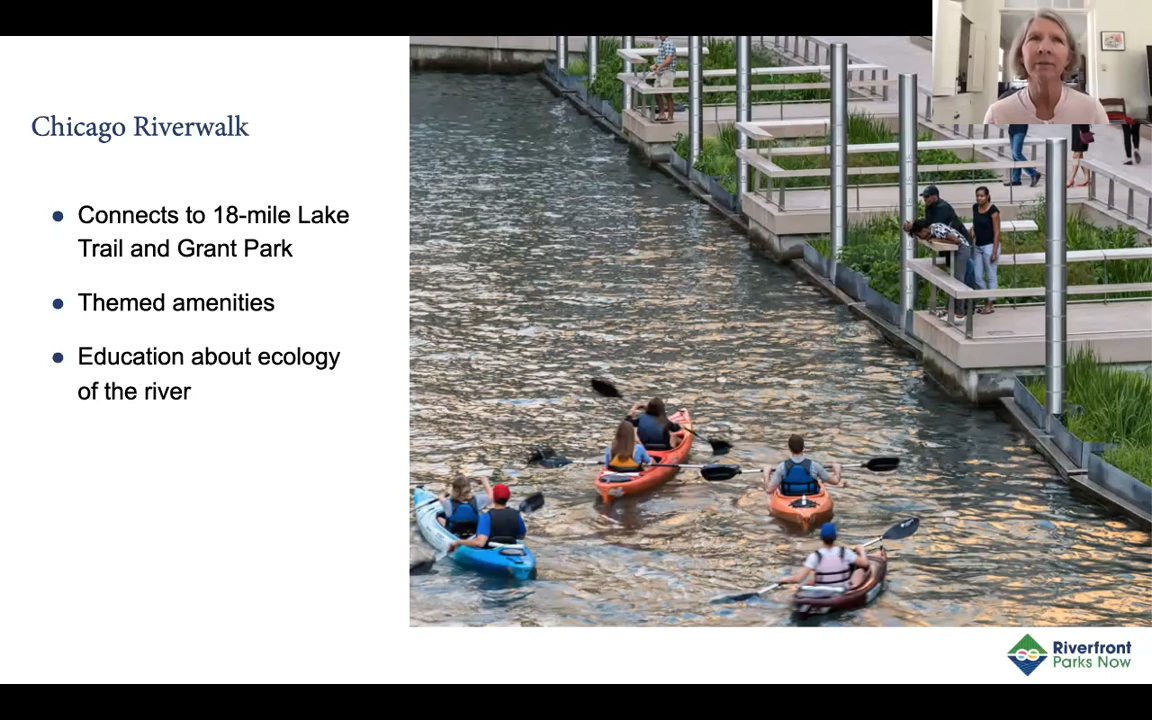 Chicago Riverwalk
● Connects to 18-mile Lake
Trail and Grant Park
● Themed amenities
● Education about ecology
of the river
Riverfront
Parks Now